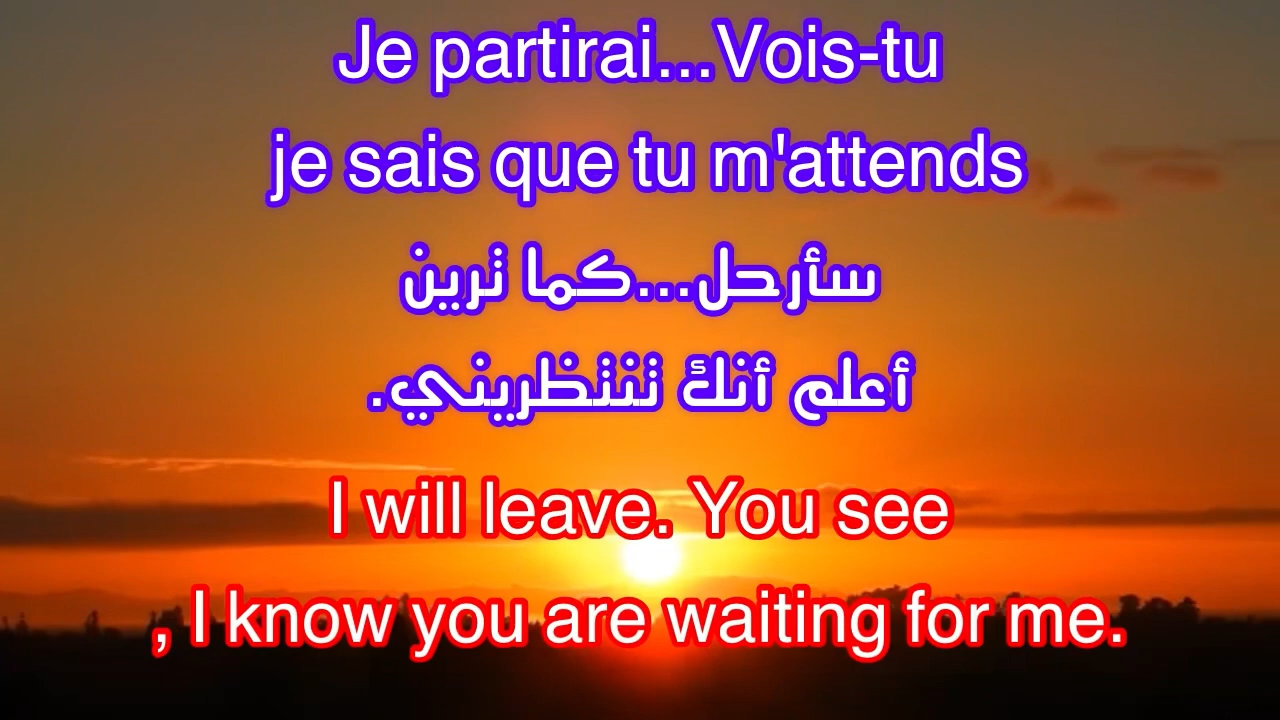 Je partirai...Vois-tu
je sais que tu m'attends
سأرحل...كما ترين
أعلم أنك تنتظريني.
I will leave. You see
, I know you are waiting for me.